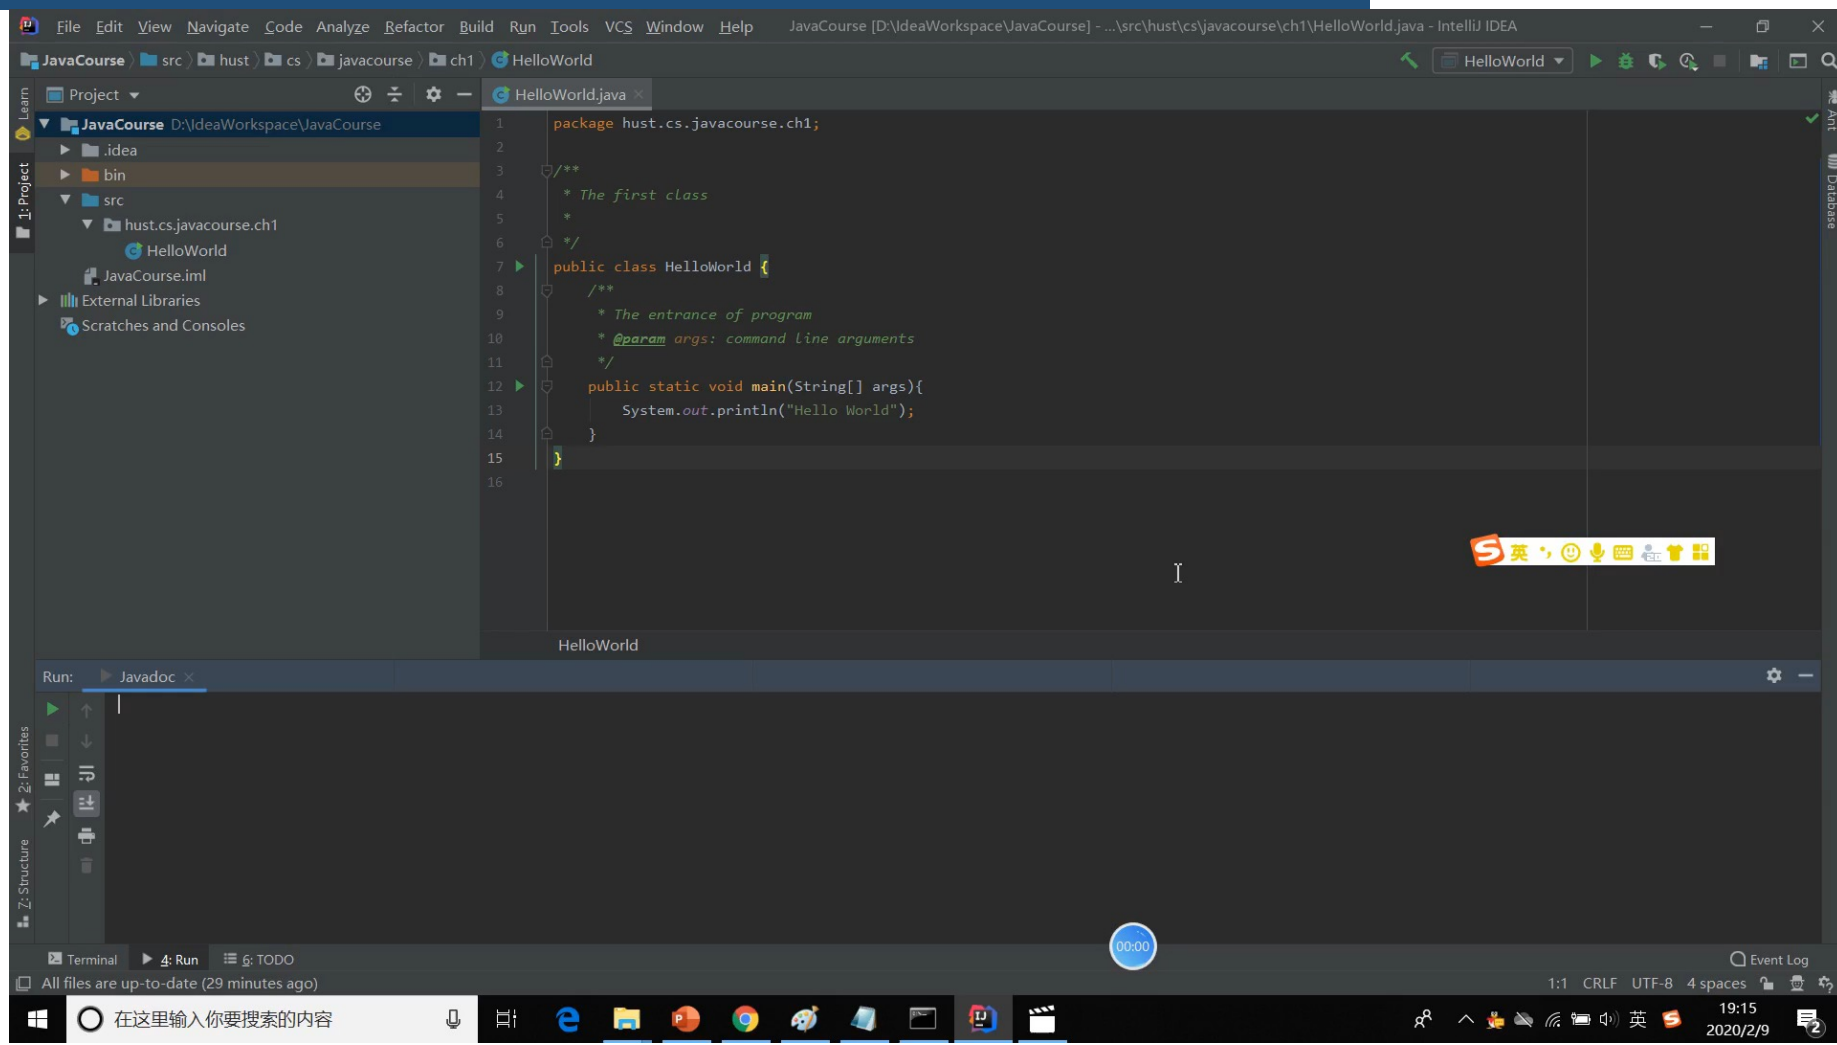 File Edit View Navigate Code Analyze Refactor Build Run Tools VCS Window Help JavaCourse [D:\IdeaWorkspace\JavaCourse] - ...\src\hust\cs\javacourse\ch1\HelloWorld.java - IntelliJ IDEA
JavaCourse src hust cs javacourse ch1 HelloWorld HelloWorld
Learn
1: Project
Project
JavaCourse D:\IdeaWorkspace\JavaCourse
.idea
bin
src
hust.cs.javacourse.ch1
HelloWorld
JavaCourse.iml
External Libraries
Scratches and Consoles
HelloWorld.java
1 package hust.cs.javacourse.ch1;
2
3 /**
4 * The first class
5 *
6 */
7 public class HelloWorld {
8 /**
9 * The entrance of program
10 * @param args: command line arguments
11 */
12 public static void main(String[] args){
13 System.out.println("Hello World");
14 }
15 }
16
HelloWorld
Ant
Database
英
Run: Javadoc
2: Favorites
Z: Structure
00:00
Terminal 4: Run 6: TODO Event Log
All files are up-to-date (29 minutes ago) 1:1 CRLF UTF-8 4 spaces
在这里输入你要搜索的内容
英
19:15
2020/2/9
2